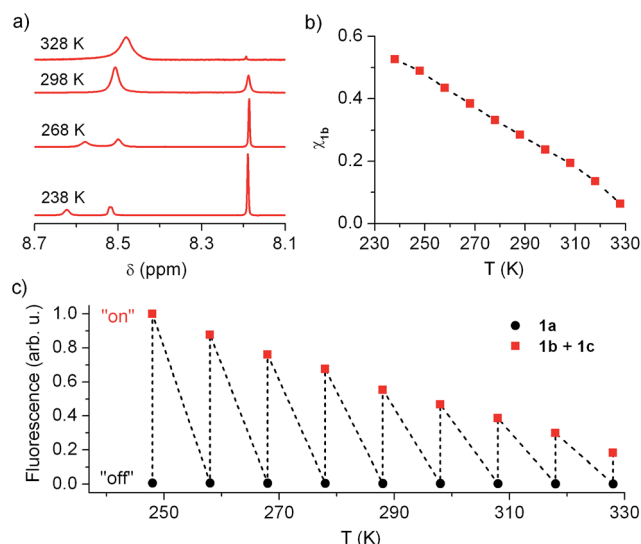 a)
328 K
298 K
268 K
238 K
8.7 8.5 8.3 8.1
δ (ppm)
b)
0.6
0.4
0.2
0.0
χ1b
230 250 270 290 310 330
T (K)
c)
Fluorescence (arb. u.)
"on" 1.0
0.8
0.6
0.4
0.2
"off" 0.0
1a
1b + 1c
250 270 290 310 330
T (K)